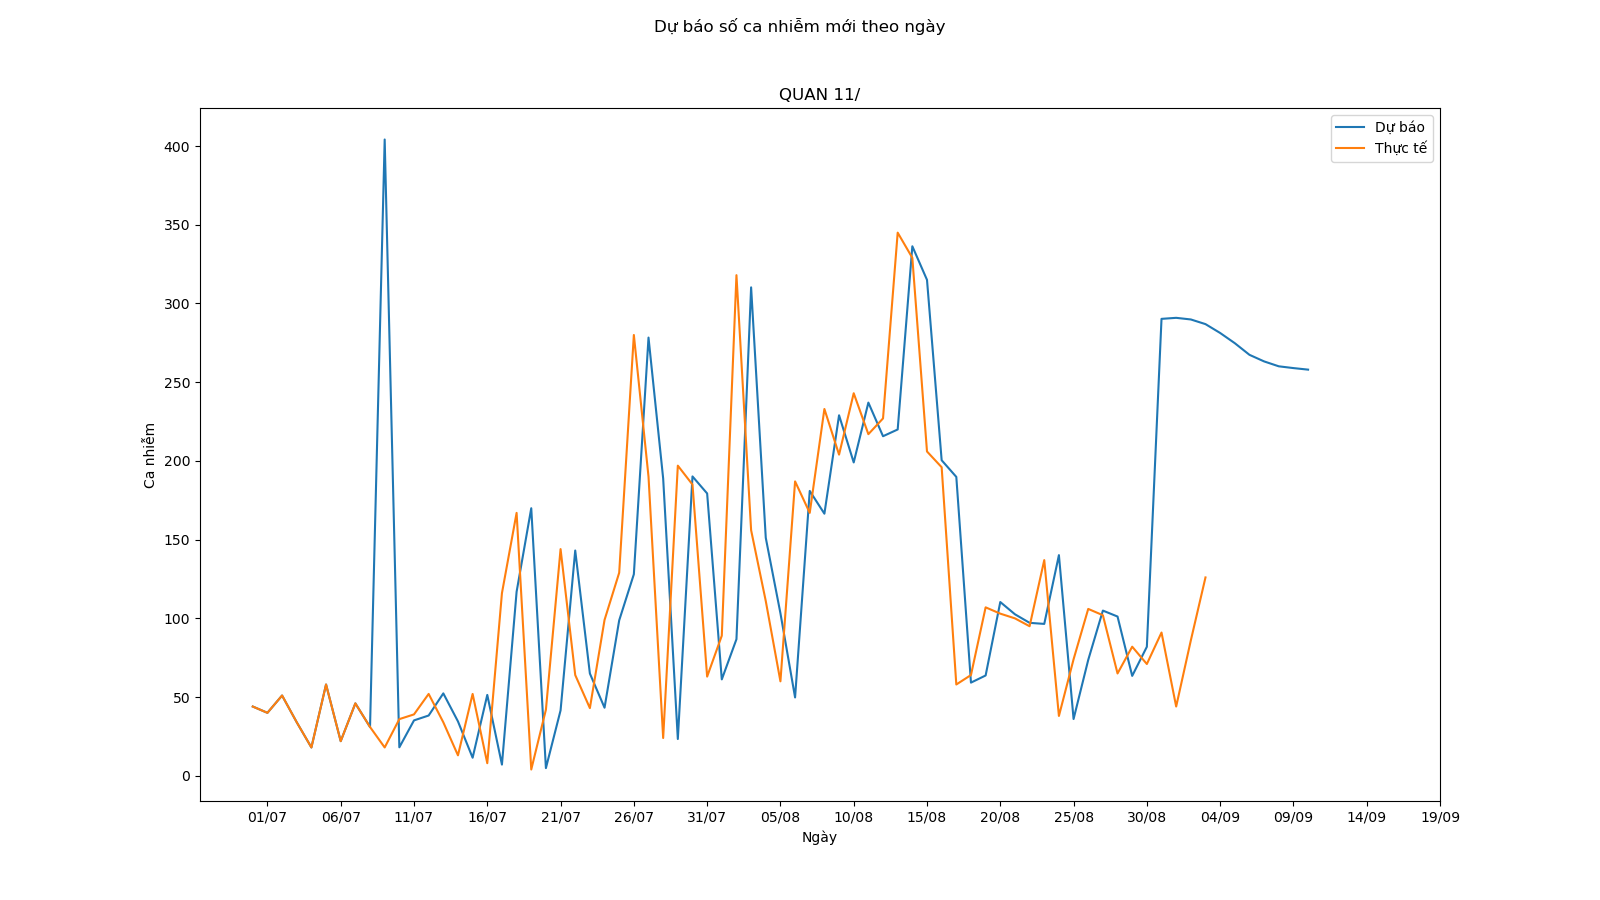 Dự báo số ca nhiễm mới theo ngày
QUAN 11/
Dự báo
Thực tế
400
350
300
250
200
150
100
50
0
Ca nhiễm
01/07 06/07 11/07 16/07 21/07 26/07 31/07 05/08 10/08 15/08 20/08 25/08 30/08 04/09 09/09 14/09 19/09
Ngày